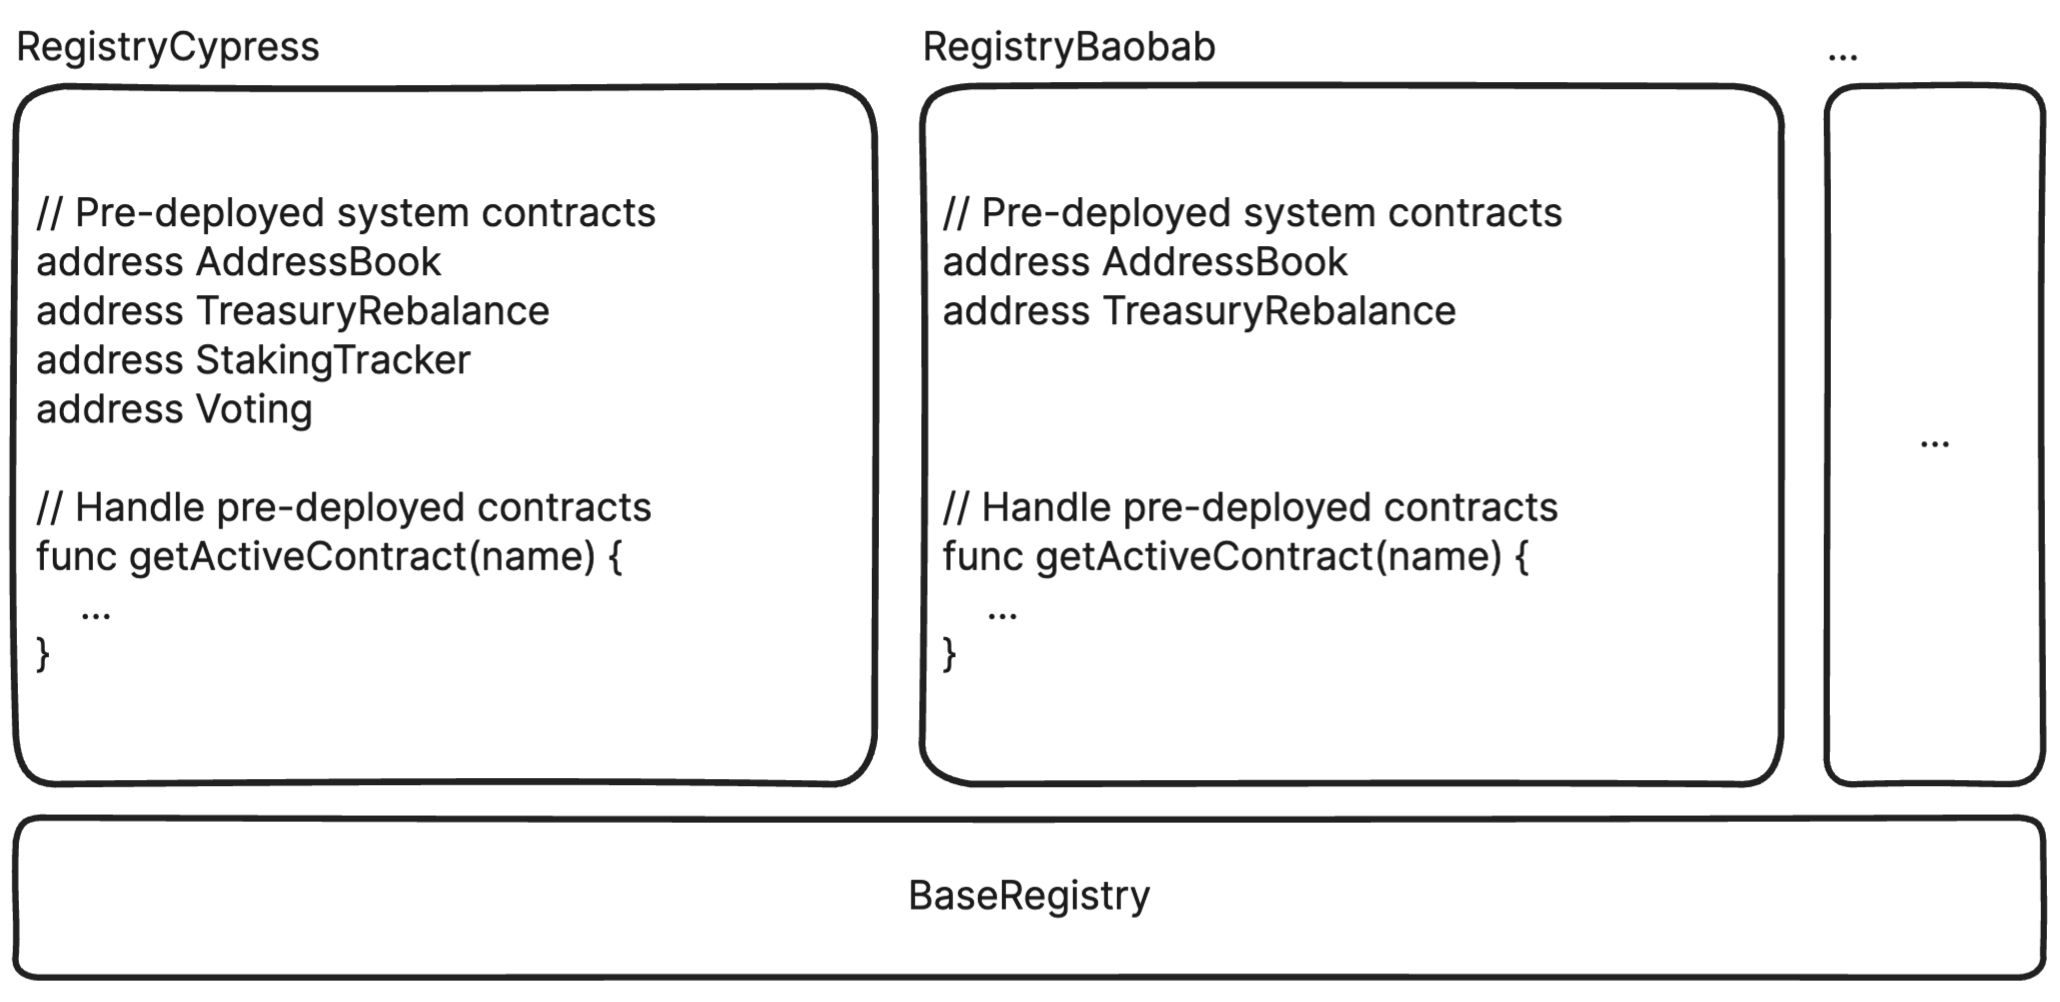 RegistryCypress
// Pre-deployed system contracts
address AddressBook
address TreasuryRebalance
address StakingTracker
address Voting
// Handle pre-deployed contracts
func getActiveContract(name) {
...
}
RegistryBaobab
// Pre-deployed system contracts
address AddressBook
address TreasuryRebalance
// Handle pre-deployed contracts
func getActiveContract(name) {
...
}
...
...
BaseRegistry